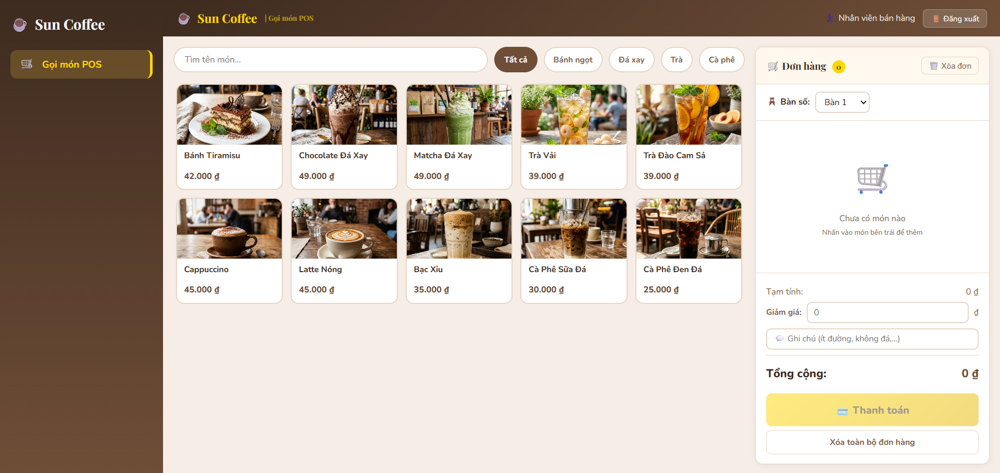 Sun Coffee
Gọi món POS
Sun Coffee | Gọi món POS
Nhân viên bán hàng
Đăng xuất
Tìm tên món...
Tất cả
Bánh ngọt
Đá xay
Trà
Cà phê
Bánh Tiramisu
42.000 ₫
Chocolate Đá Xay
49.000 ₫
Matcha Đá Xay
49.000 ₫
Trà Vải
39.000 ₫
Trà Đào Cam Sả
39.000 ₫
Cappuccino
45.000 ₫
Latte Nóng
45.000 ₫
Bạc Xỉu
35.000 ₫
Cà Phê Sữa Đá
30.000 ₫
Cà Phê Đen Đá
25.000 ₫
Đơn hàng 0
Xóa đơn
Bàn số: Bàn 1
Chưa có món nào
Nhấn vào món bên trái để thêm
Tạm tính: 0 ₫
Giảm giá: 0 ₫
Ghi chú (ít đường, không đá,...)
Tổng cộng: 0 ₫
Thanh toán
Xóa toàn bộ đơn hàng